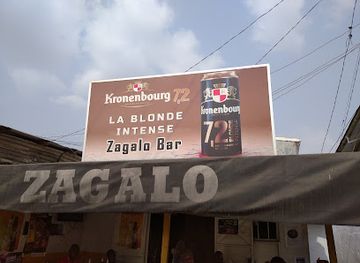 Kronenbourg 7,2
LA BLONDE
INTENSE
Zagalo Bar
Kronenbourg
7,2
ZAGALO